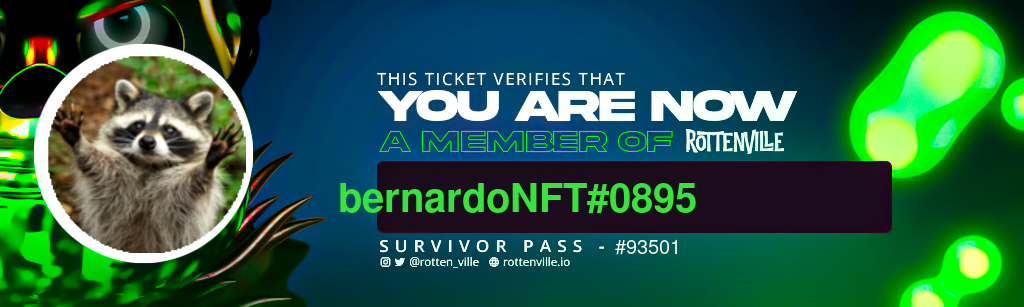 THIS TICKET VERIFIES THAT
YOU ARE NOW
A MEMBER OF ROTTENVILLE
bernardoNFT#0895
SURVIVOR PASS - #93501
@rotten_ville rottenville.io